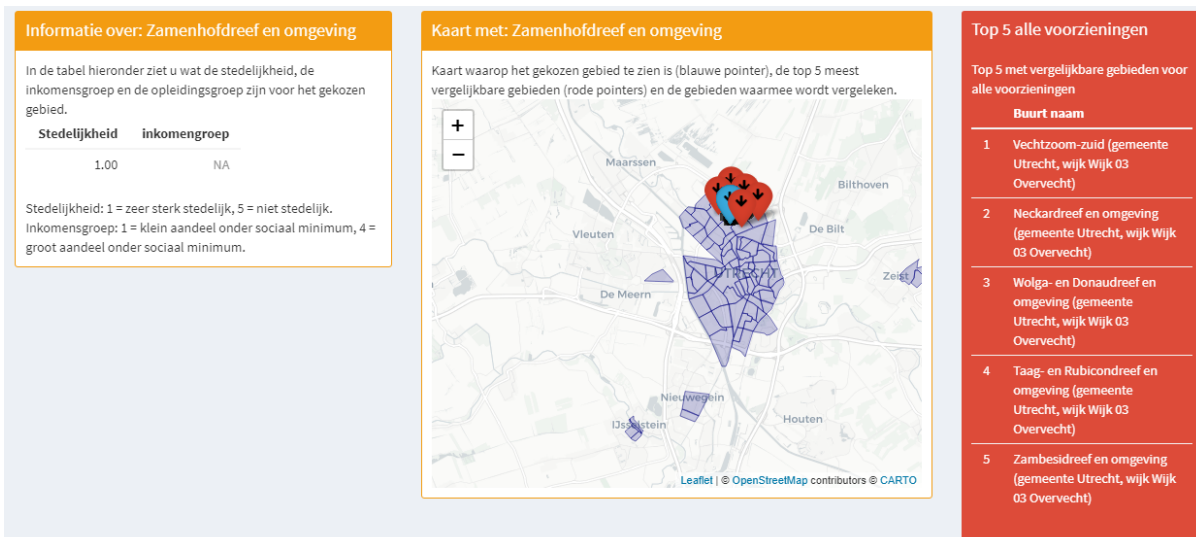 Informatie over: Zamenhofdreef en omgeving
In de tabel hieronder ziet u wat de stedelijkheid, de
inkomensgroep en de opleidingsgroep zijn voor het gekozen
gebied.
Stedelijkheid inkomengroep
1.00 NA
Stedelijkheid: 1 = zeer sterk stedelijk, 5 = niet stedelijk.
Inkomensgroep: 1 = klein aandeel onder sociaal minimum, 4 =
groot aandeel onder sociaal minimum.
Kaart met: Zamenhofdreef en omgeving
Kaart waarop het gekozen gebied te zien is (blauwe pointer), de top 5 meest
vergelijkbare gebieden (rode pointers) en de gebieden waarmee wordt vergeleken.
+
−
Maarssen
Bilthoven
Vleuten
De Bilt
UTRECHT
Zeist
De Meern
Nieuwegein
IJsselstein
Houten
Leaflet | © OpenStreetMap contributors © CARTO
Top 5 alle voorzieningen
Top 5 met vergelijkbare gebieden voor
alle voorzieningen
Buurt naam
1 Vechtzoom-zuid (gemeente
Utrecht, wijk Wijk 03
Overvecht)
2 Neckardreef en omgeving
(gemeente Utrecht, wijk Wijk
03 Overvecht)
3 Wolga- en Donaudreef en
omgeving (gemeente
Utrecht, wijk Wijk 03
Overvecht)
4 Taag- en Rubicondreef en
omgeving (gemeente
Utrecht, wijk Wijk 03
Overvecht)
5 Zambesidreef en omgeving
(gemeente Utrecht, wijk Wijk
03 Overvecht)